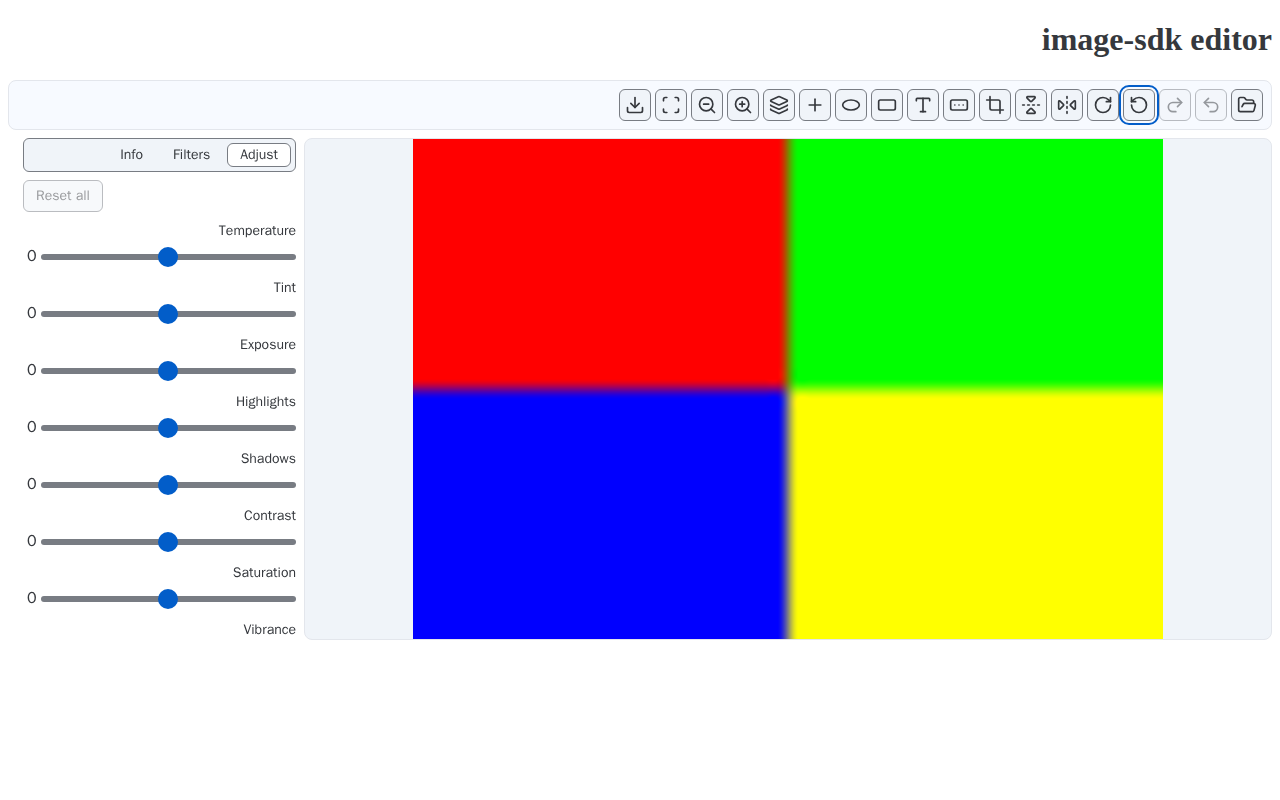 image-sdk editor
Info Filters Adjust
Reset all
Temperature
0
Tint
0
Exposure
0
Highlights
0
Shadows
0
Contrast
0
Saturation
0
Vibrance